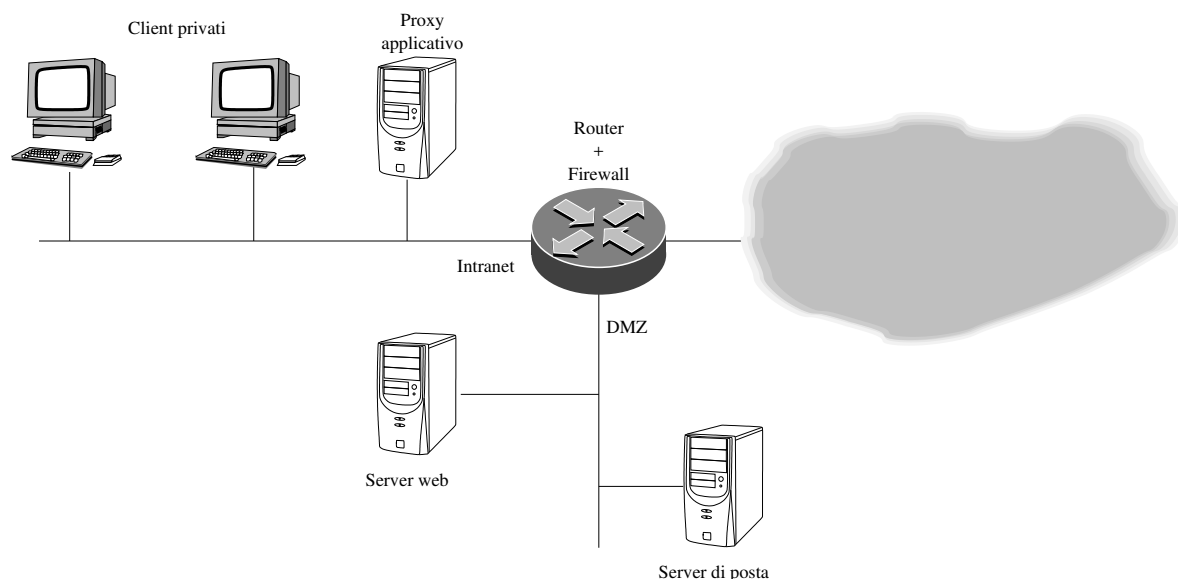 Client privati
Proxy
applicativo
Router
+
Firewall
Intranet
DMZ
Server web
Server di posta